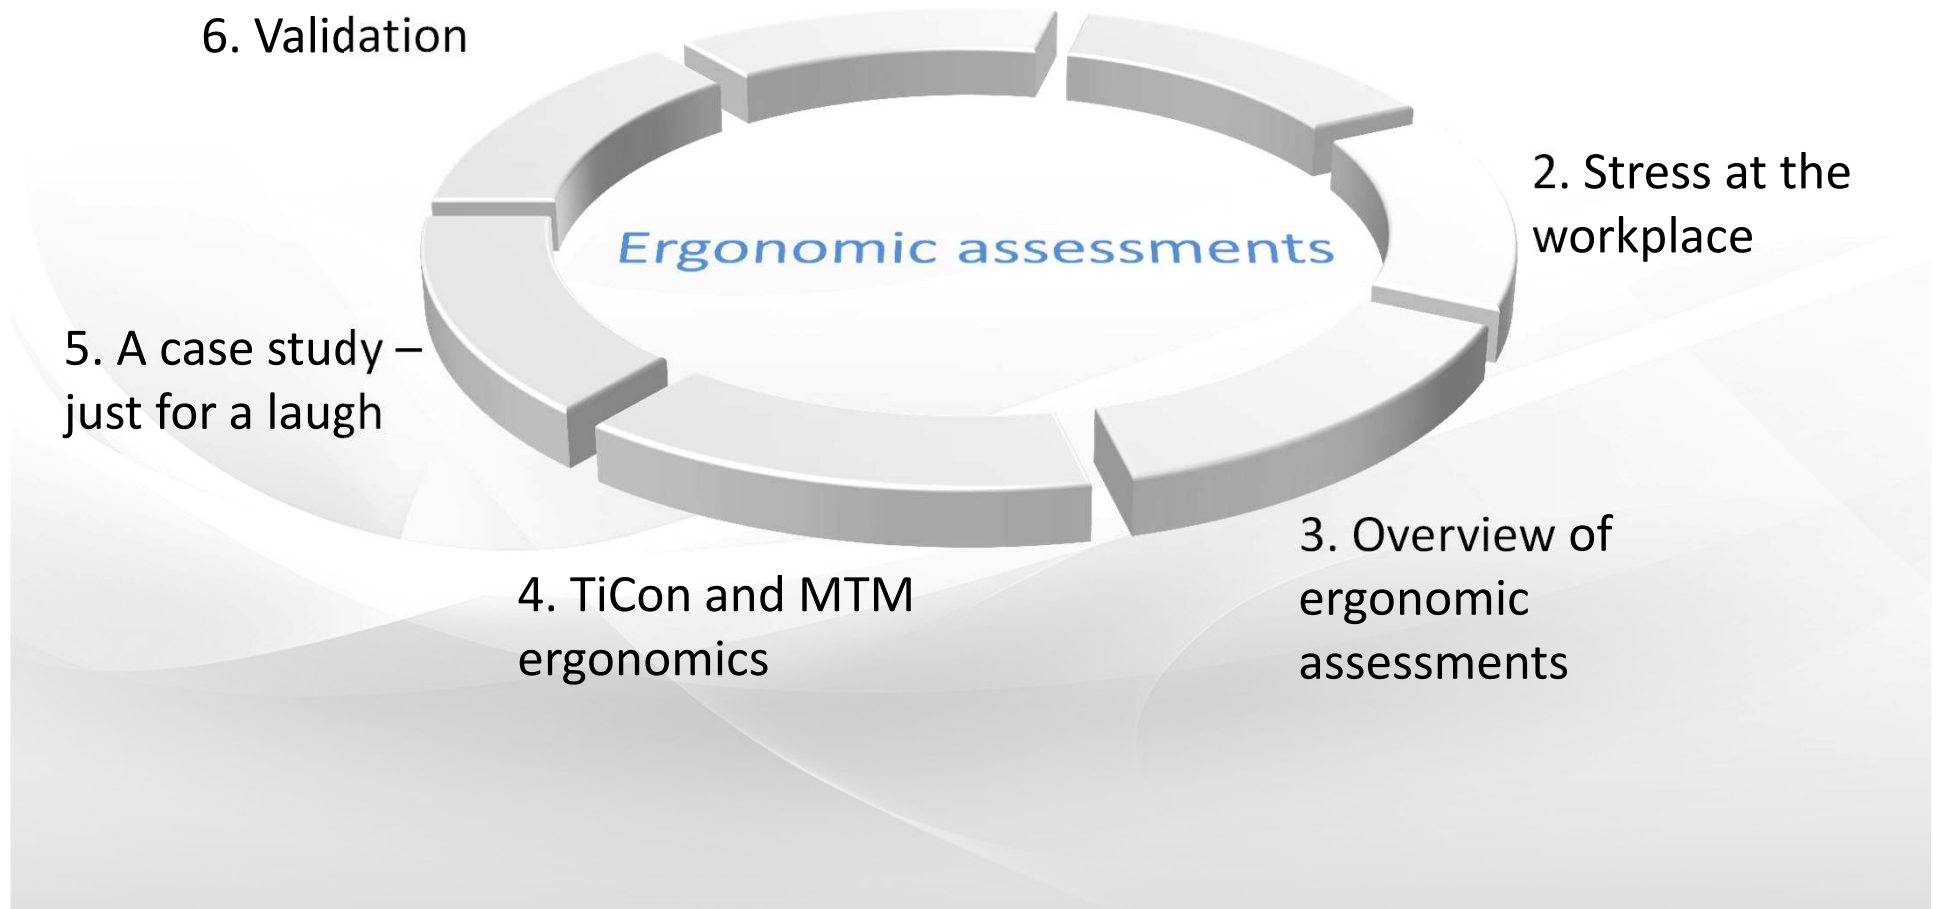 6. Validation
2. Stress at the
workplace
Ergonomic assessments
5. A case study –
just for a laugh
3. Overview of
ergonomic
assessments
4. TiCon and MTM
ergonomics